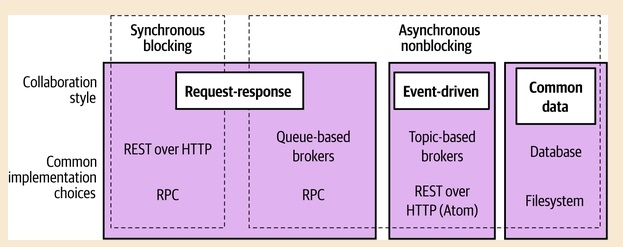 Synchronous
blocking
Asynchronous
nonblocking
Collaboration
style
Request-response
Event-driven
Common
data
Common
implementation
choices
REST over HTTP
RPC
Queue-based
brokers
RPC
Topic-based
brokers
REST over
HTTP (Atom)
Database
Filesystem